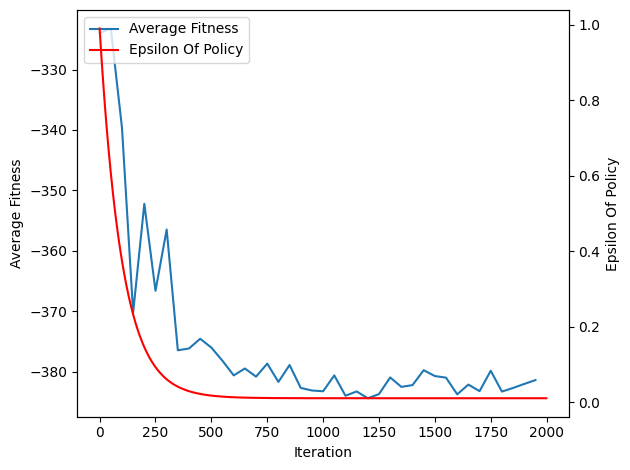 Average Fitness
Epsilon Of Policy
−330
−340
−350
−360
−370
−380
Average Fitness
1.0
0.8
0.6
0.4
0.2
0.0
Epsilon Of Policy
0 250 500 750 1000 1250 1500 1750 2000
Iteration